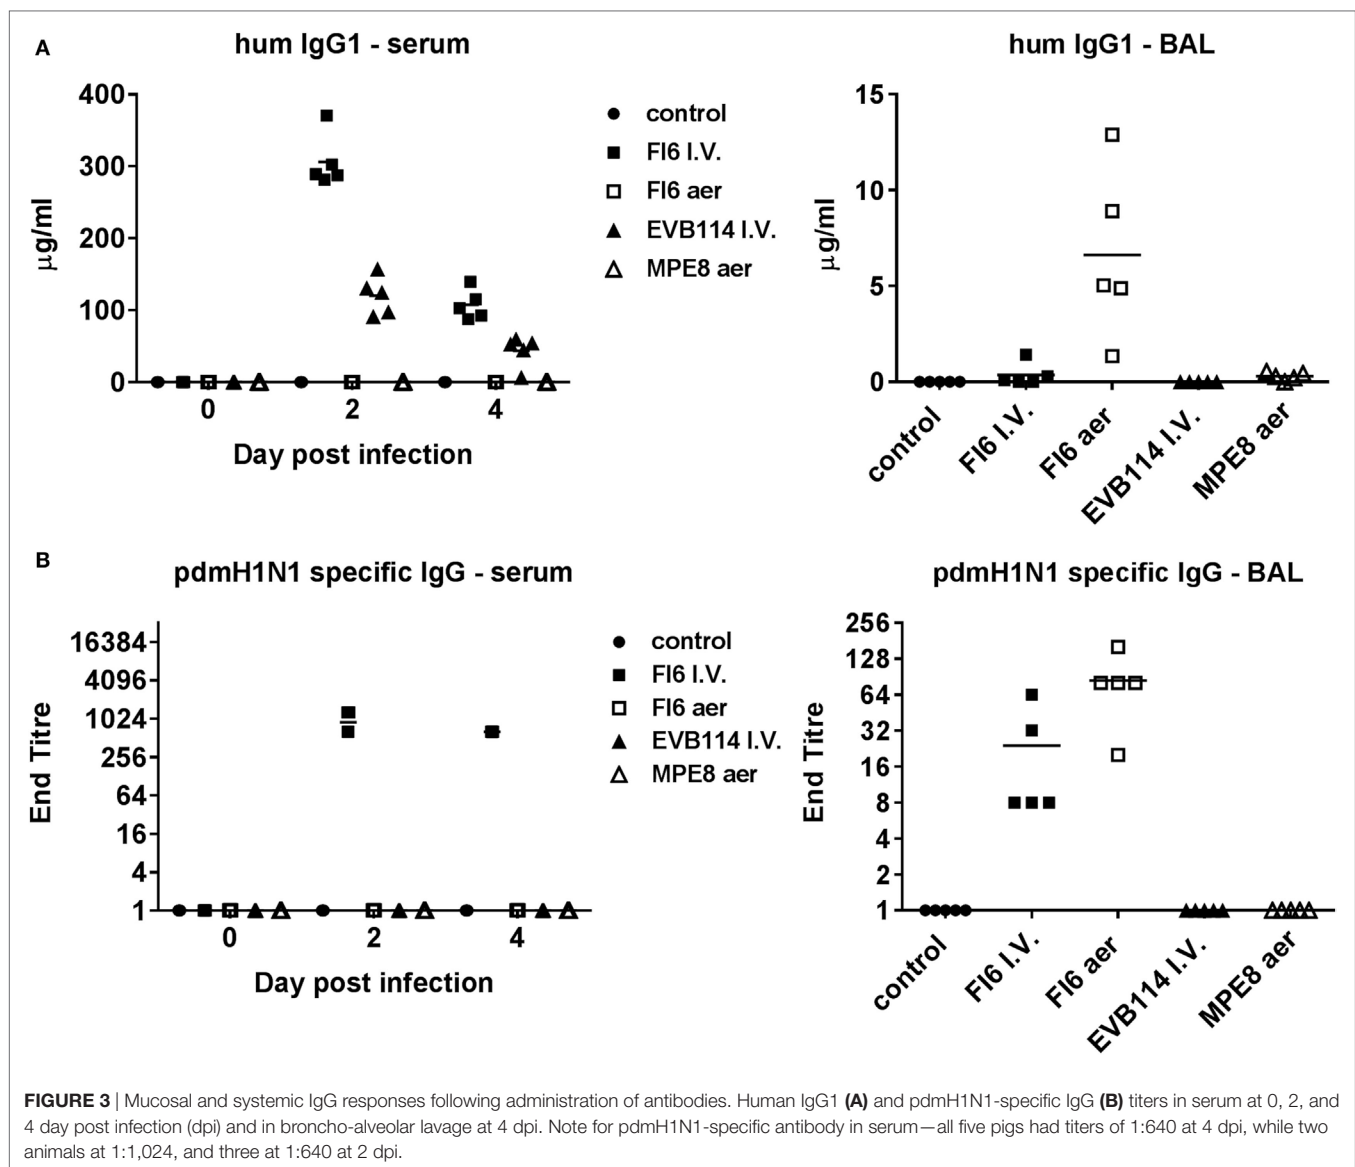 A
hum IgG1 - serum
400
300
200
100
0
µg/ml
0 2 4
Day post infection
control
FI6 I.V.
FI6 aer
EVB114 I.V.
MPE8 aer
hum IgG1 - BAL
15
10
5
0
µg/ml
control
FI6 I.V.
FI6 aer
EVB114 I.V.
MPE8 aer
B
pdmH1N1 specific IgG - serum
16384
4096
1024
256
64
16
4
1
End Titre
0 2 4
Day post infection
control
FI6 I.V.
FI6 aer
EVB114 I.V.
MPE8 aer
pdmH1N1 specific IgG - BAL
256
128
64
32
16
8
4
2
1
End Titre
control
FI6 I.V.
FI6 aer
EVB114 I.V.
MPE8 aer
FIGURE 3 | Mucosal and systemic IgG responses following administration of antibodies. Human IgG1 (A) and pdmH1N1-specific IgG (B) titers in serum at 0, 2, and
4 day post infection (dpi) and in broncho-alveolar lavage at 4 dpi. Note for pdmH1N1-specific antibody in serum—all five pigs had titers of 1:640 at 4 dpi, while two
animals at 1:1,024, and three at 1:640 at 2 dpi.